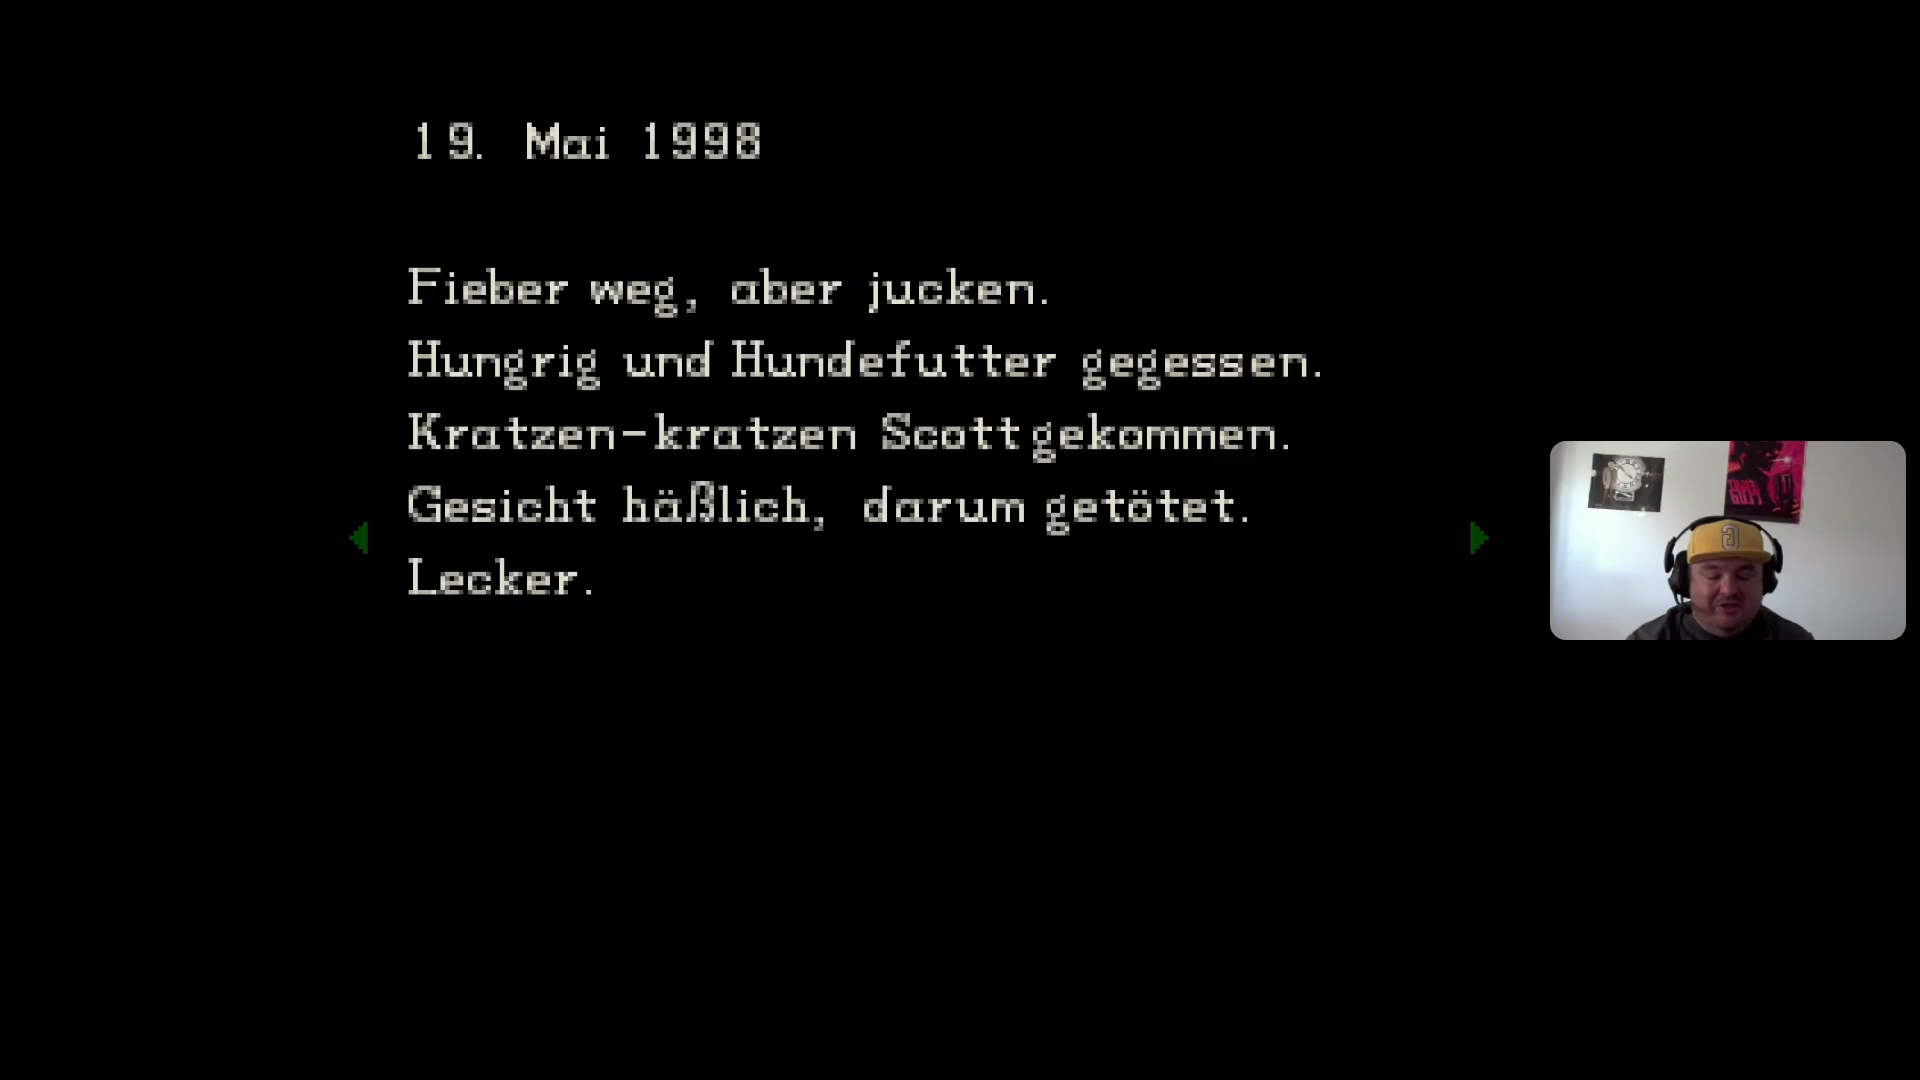 19. Mai 1998
Fieber weg, aber jucken.
Hungrig und Hundefutter gegessen.
Kratzen-kratzen Scott gekommen.
Gesicht häßlich, darum getötet.
Lecker.